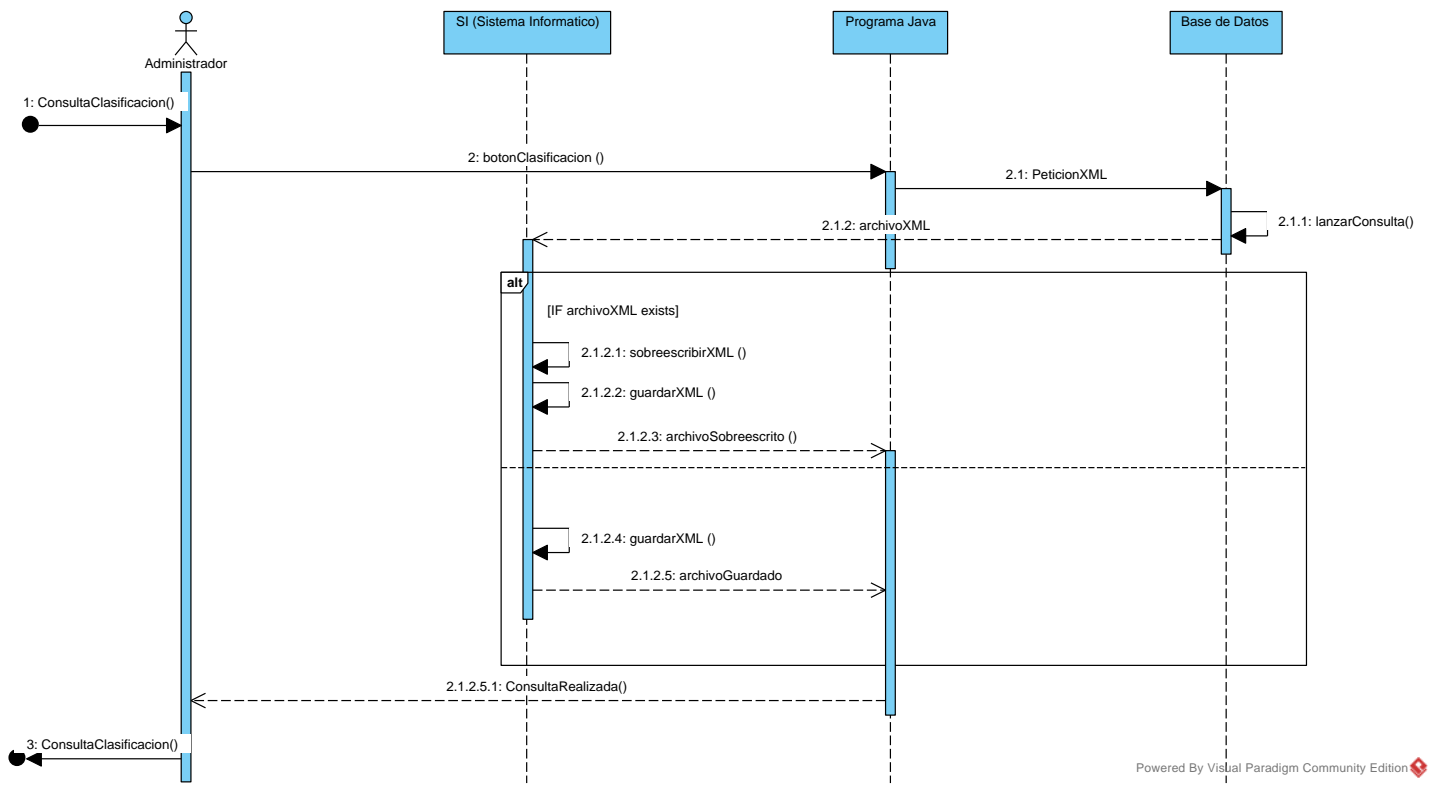 SI (Sistema Informatico)
Programa Java
Base de Datos
Administrador
1: ConsultaClasificacion()
2: botonClasificacion ()
2.1: PeticionXML
2.1.1: lanzarConsulta()
2.1.2: archivoXML
alt
[IF archivoXML exists]
2.1.2.1: sobreescribirXML ()
2.1.2.2: guardarXML ()
2.1.2.3: archivoSobreescrito ()
2.1.2.4: guardarXML ()
2.1.2.5: archivoGuardado
2.1.2.5.1: ConsultaRealizada()
3: ConsultaClasificacion()
Powered By Visual Paradigm Community Edition